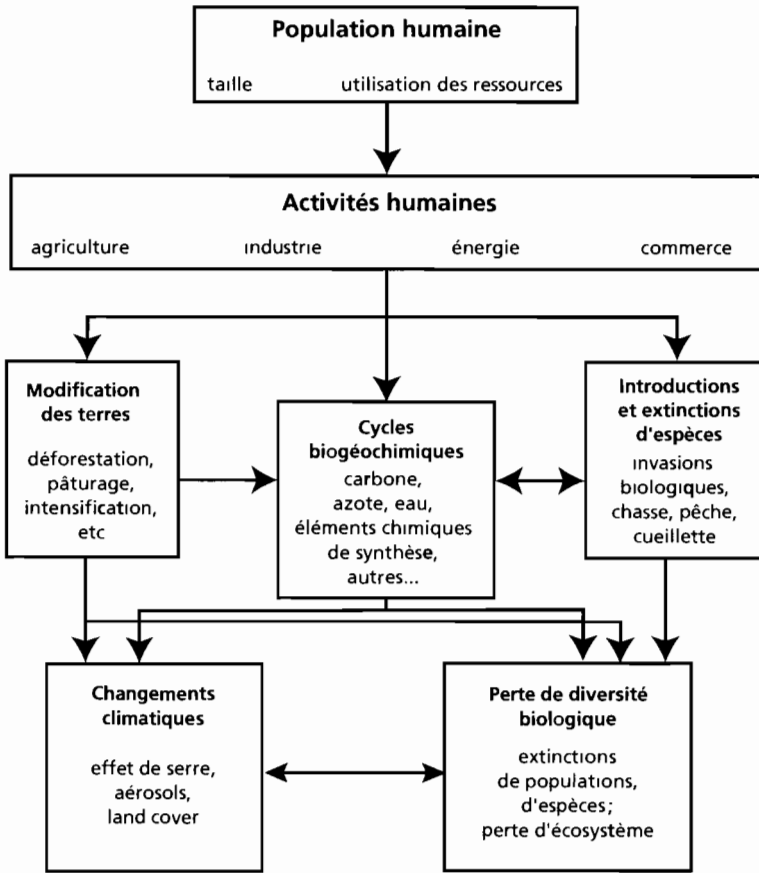 Population humaine
taille utilisation des ressources
Activités humaines
agriculture industrie énergie commerce
Modification
des terres
déforestation,
pâturage,
intensification,
etc
Cycles
biogéochimiques
carbone,
azote, eau,
éléments chimiques
de synthèse,
autres...
Introductions
et extinctions
d'espèces
invasions
biologiques,
chasse, pêche,
cueillette
Changements
climatiques
effet de serre,
aérosols,
land cover
Perte de diversité
biologique
extinctions
de populations,
d'espèces;
perte d'écosystème